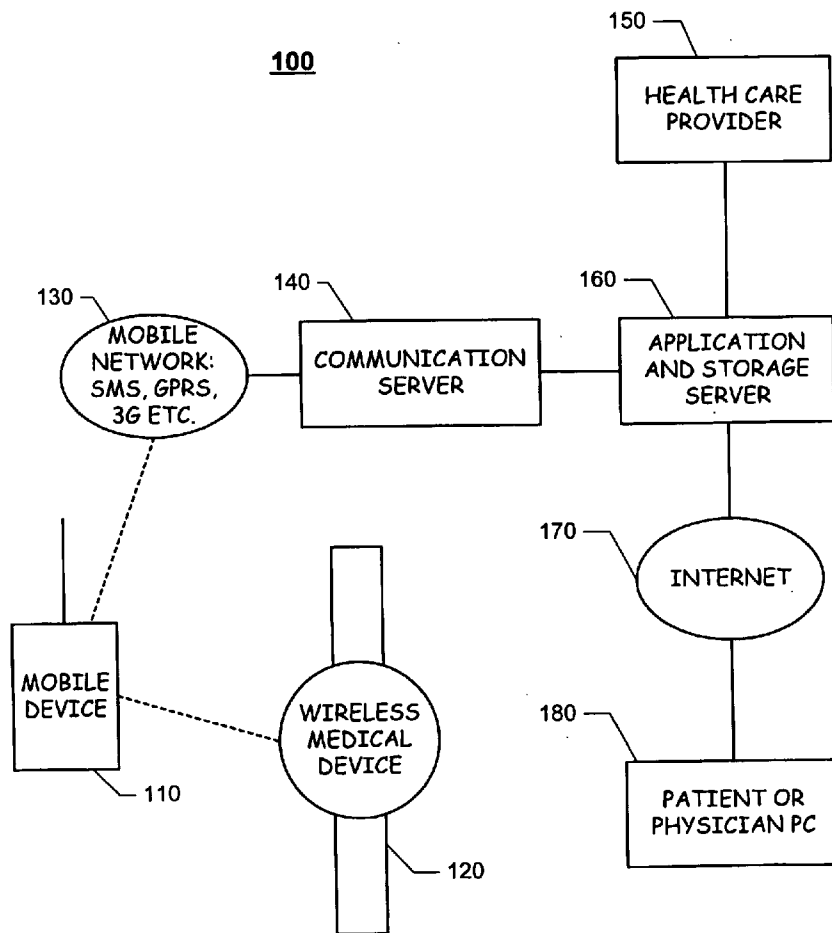 150
100
HEALTH CARE
PROVIDER
130
140
160
MOBILE
NETWORK:
SMS, GPRS,
3G ETC.
COMMUNICATION
SERVER
APPLICATION
AND STORAGE
SERVER
170
INTERNET
MOBILE
DEVICE
WIRELESS
MEDICAL
DEVICE
180
110
PATIENT OR
PHYSICIAN PC
120